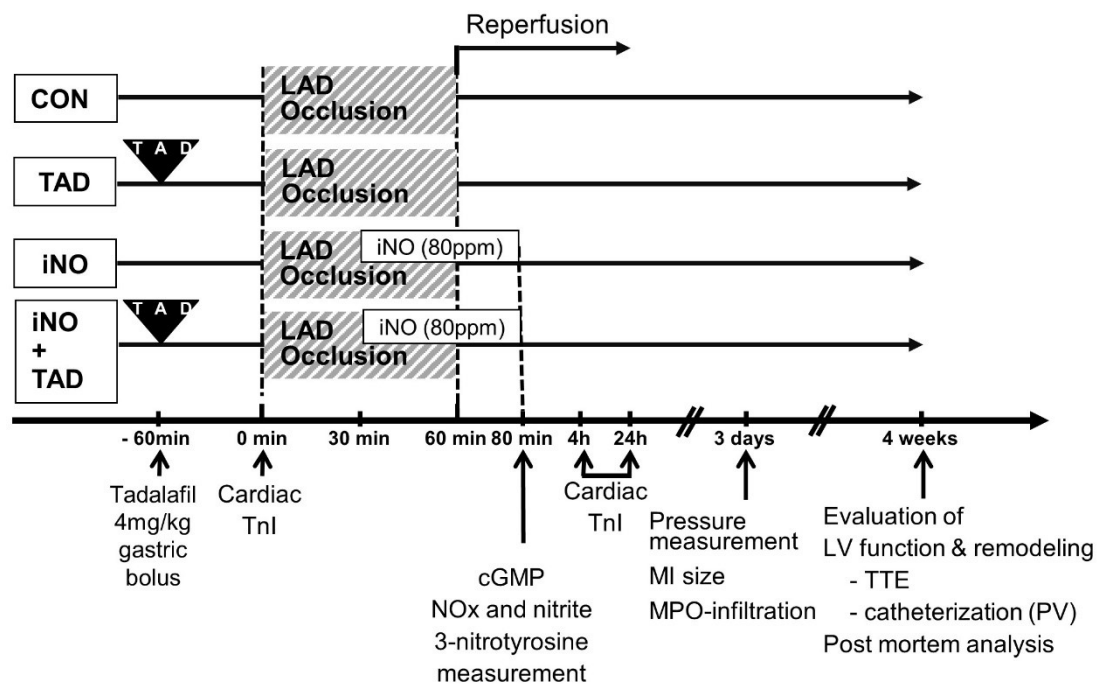 Reperfusion
CON
LAD
Occlusion
T A D
TAD
LAD
Occlusion
iNO
LAD
Occlusion
iNO (80ppm)
T A D
iNO
+
TAD
LAD
Occlusion
iNO (80ppm)
- 60min
0 min
30 min
60 min
80 min
4h
24h
3 days
4 weeks
Tadalafil
4mg/kg
gastric
bolus
Cardiac
TnI
cGMP
NOx and nitrite
3-nitrotyrosine
measurement
Cardiac
TnI
Pressure
measurement
MI size
MPO-infiltration
Evaluation of
LV function & remodeling
- TTE
- catheterization (PV)
Post mortem analysis